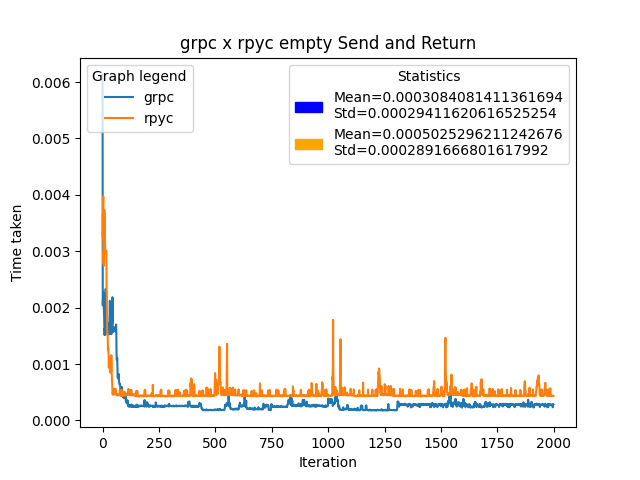 grpc x rpyc empty Send and Return
Graph legend
grpc
rpyc
Statistics
Mean=0.0003084081411361694
Std=0.00029411620616525254
Mean=0.0005025296211242676
Std=0.0002891666801617992
Time taken
0.006
0.005
0.004
0.003
0.002
0.001
0.000
0 250 500 750 1000 1250 1500 1750 2000
Iteration